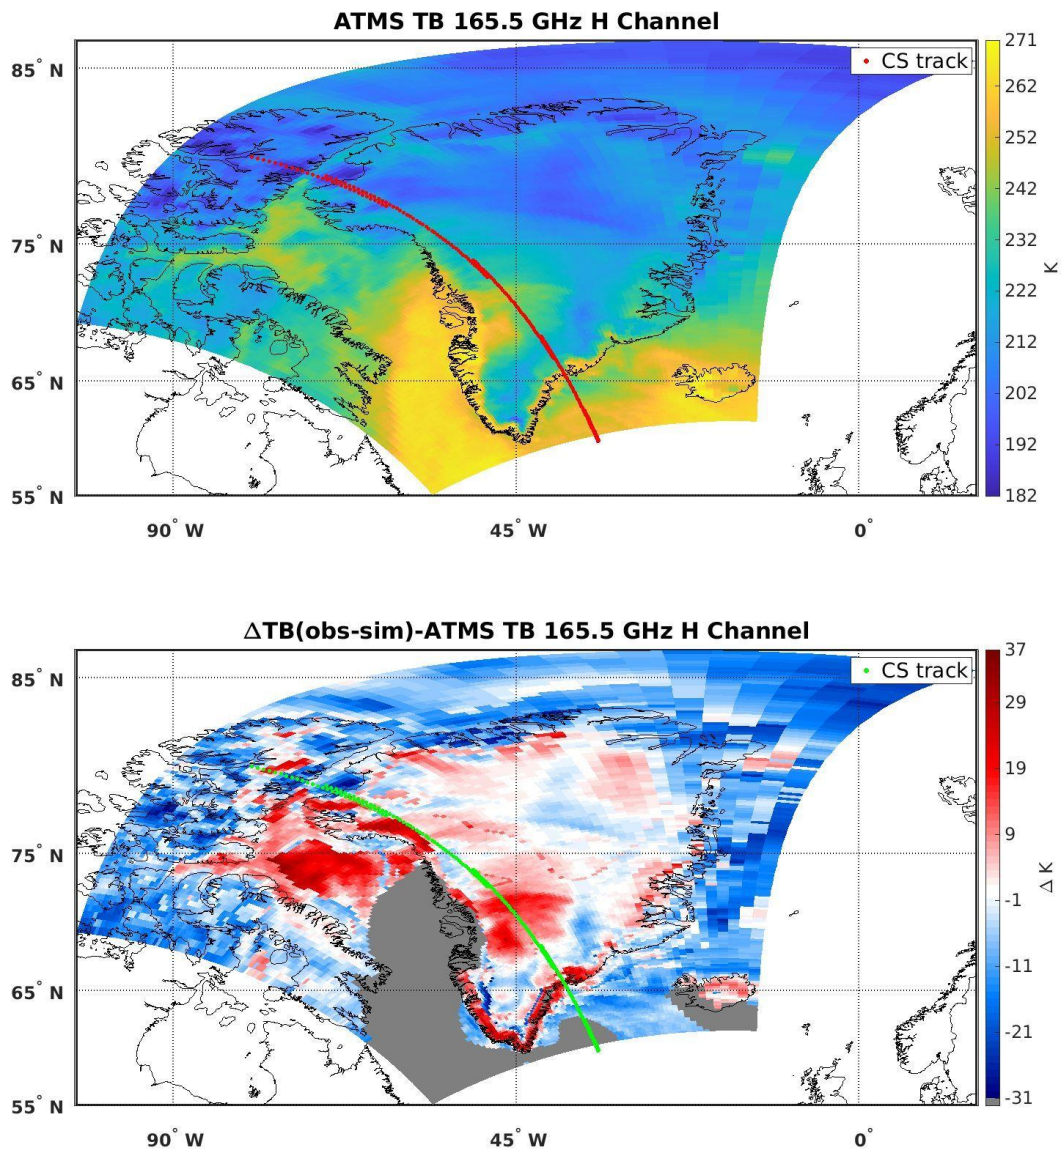 ATMS TB 165.5 GHz H Channel
85° N
75° N
65° N
55° N
90° W
45° W
0°
CS track
271
262
252
242
232
222
212
202
192
182
K
ΔTB(obs-sim)-ATMS TB 165.5 GHz H Channel
85° N
75° N
65° N
55° N
90° W
45° W
0°
CS track
37
29
19
9
-1
-11
-21
-31
Δ K